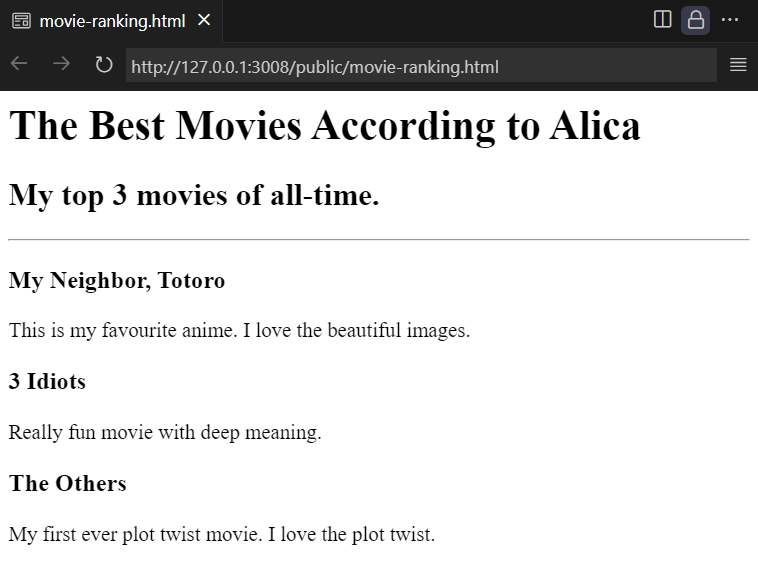 movie-ranking.html
http://127.0.0.1:3008/public/movie-ranking.html
The Best Movies According to Alica
My top 3 movies of all-time.
My Neighbor, Totoro
This is my favourite anime. I love the beautiful images.
3 Idiots
Really fun movie with deep meaning.
The Others
My first ever plot twist movie. I love the plot twist.